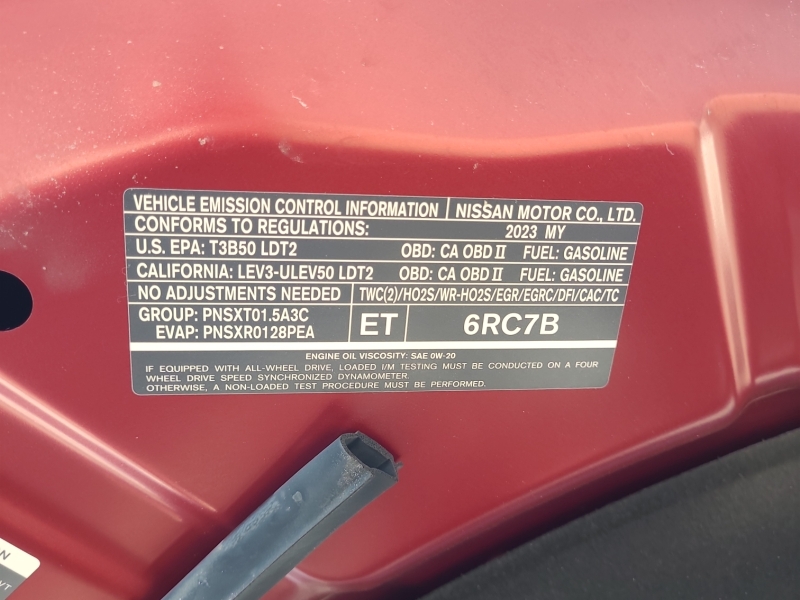 VEHICLE EMISSION CONTROL INFORMATION NISSAN MOTOR CO., LTD.
CONFORMS TO REGULATIONS: 2023 MY
U.S. EPA: T3B50 LDT2 OBD: CA OBD II FUEL: GASOLINE
CALIFORNIA: LEV3-ULEV50 LDT2 OBD: CA OBD II FUEL: GASOLINE
NO ADJUSTMENTS NEEDED TWC(2)/HO2S/WR-HO2S/EGR/EGRC/DFI/CAC/TC
GROUP: PNSXT01.5A3C
EVAP: PNSXR0128PEA
ET 6RC7B
ENGINE OIL VISCOSITY: SAE 0W-20
IF EQUIPPED WITH ALL-WHEEL DRIVE, LOADED I/M TESTING MUST BE CONDUCTED ON A FOUR
WHEEL DRIVE SPEED SYNCHRONIZED DYNAMOMETER.
OTHERWISE, A NON-LOADED TEST PROCEDURE MUST BE PERFORMED.